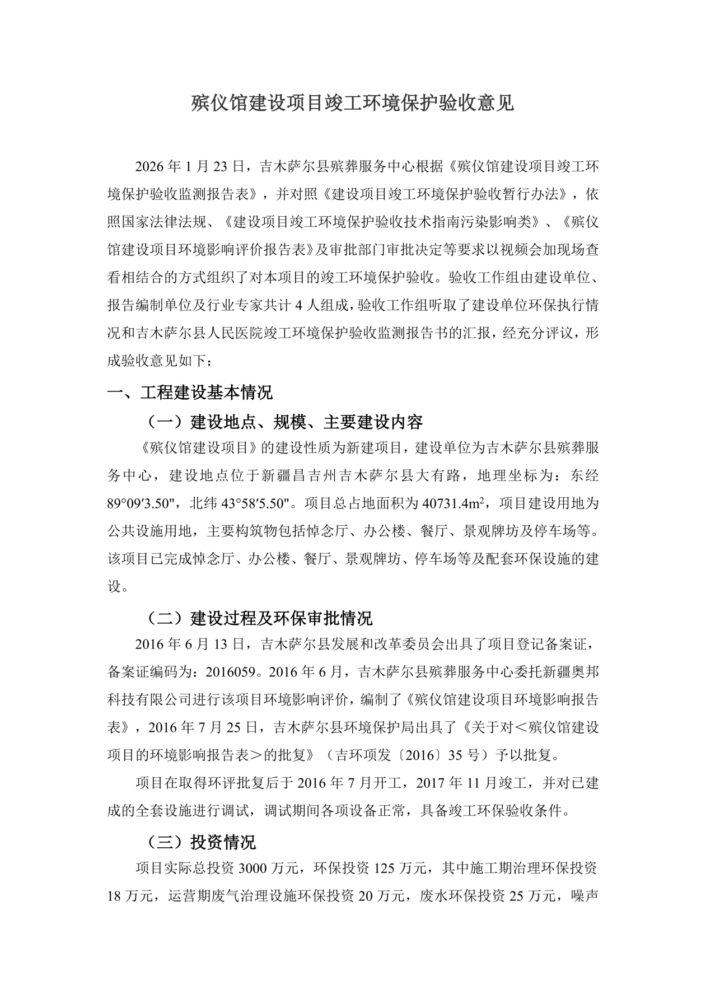 殡仪馆建设项目竣工环境保护验收意见
2026 年 1 月 23 日，吉木萨尔县殡葬服务中心根据《殡仪馆建设项目竣工环
境保护验收监测报告表》，并对照《建设项目竣工环境保护验收暂行办法》，依
照国家法律法规、《建设项目竣工环境保护验收技术指南污染影响类》、《殡仪
馆建设项目环境影响评价报告表》及审批部门审批决定等要求以视频会加现场查
看相结合的方式组织了对本项目的竣工环境保护验收。验收工作组由建设单位、
报告编制单位及行业专家共计 4 人组成，验收工作组听取了建设单位环保执行情
况和吉木萨尔县人民医院竣工环境保护验收监测报告书的汇报，经充分评议，形
成验收意见如下：
一、工程建设基本情况
（一）建设地点、规模、主要建设内容
《殡仪馆建设项目》的建设性质为新建项目，建设单位为吉木萨尔县殡葬服
务中心，建设地点位于新疆昌吉州吉木萨尔县大有路，地理坐标为：东经
89°09′3.50"，北纬 43°58′5.50"。项目总占地面积为 40731.4m²，项目建设用地为
公共设施用地，主要构筑物包括悼念厅、办公楼、餐厅、景观牌坊及停车场等。
该项目已完成悼念厅、办公楼、餐厅、景观牌坊、停车场等及配套环保设施的建
设。
（二）建设过程及环保审批情况
2016 年 6 月 13 日，吉木萨尔县发展和改革委员会出具了项目登记备案证，
备案证编码为：2016059。2016 年 6 月，吉木萨尔县殡葬服务中心委托新疆奥邦
科技有限公司进行该项目环境影响评价，编制了《殡仪馆建设项目环境影响报告
表》，2016 年 7 月 25 日，吉木萨尔县环境保护局出具了《关于对＜殡仪馆建设
项目的环境影响报告表＞的批复》（吉环项发〔2016〕35 号）予以批复。
项目在取得环评批复后于 2016 年 7 月开工，2017 年 11 月竣工，并对已建
成的全套设施进行调试，调试期间各项设备正常，具备竣工环保验收条件。
（三）投资情况
项目实际总投资 3000 万元，环保投资 125 万元，其中施工期治理环保投资
18 万元，运营期废气治理设施环保投资 20 万元，废水环保投资 25 万元，噪声